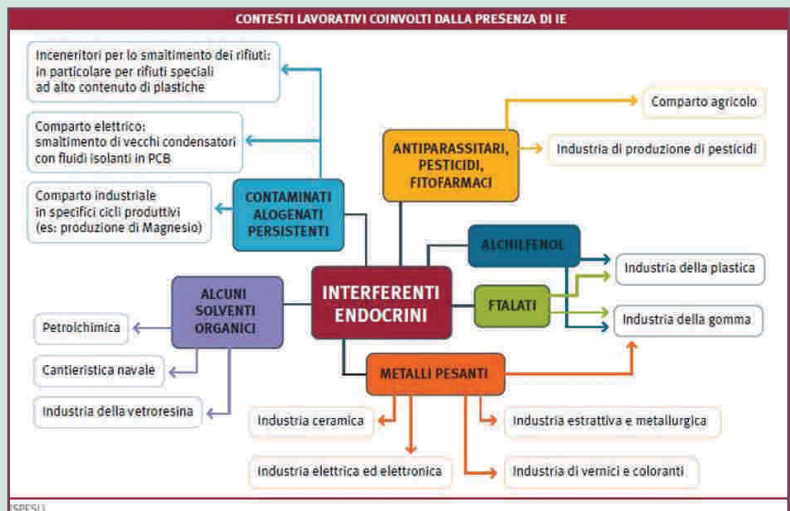 CONTESTI LAVORATIVI COINVOLTI DALLA PRESENZA DI IE
Inceneritori per lo smaltimento dei rifiuti:
in particolare per rifiuti speciali
ad alto contenuto di plastiche
Comparto elettrico:
smaltimento di vecchi condensatori
con fluidi isolanti in PCB
Comparto industriale
in specifici cicli produttivi
(es: produzione di Magnesio)
CONTAMINATI
ALOGENATI
PERSISTENTI
ANTIPARASSITARI,
PESTICIDI,
FITOFARMACI
Comparto agricolo
Industria di produzione di pesticidi
ALCHILFENOL
FTALATI
Industria della plastica
Industria della gomma
INTERFERENTI
ENDOCRINI
ALCUNI
SOLVENTI
ORGANICI
Petrolchimica
Cantieristica navale
Industria della vetroresina
METALLI PESANTI
Industria ceramica
Industria estrattiva e metallurgica
Industria elettrica ed elettronica
Industria di vernici e coloranti